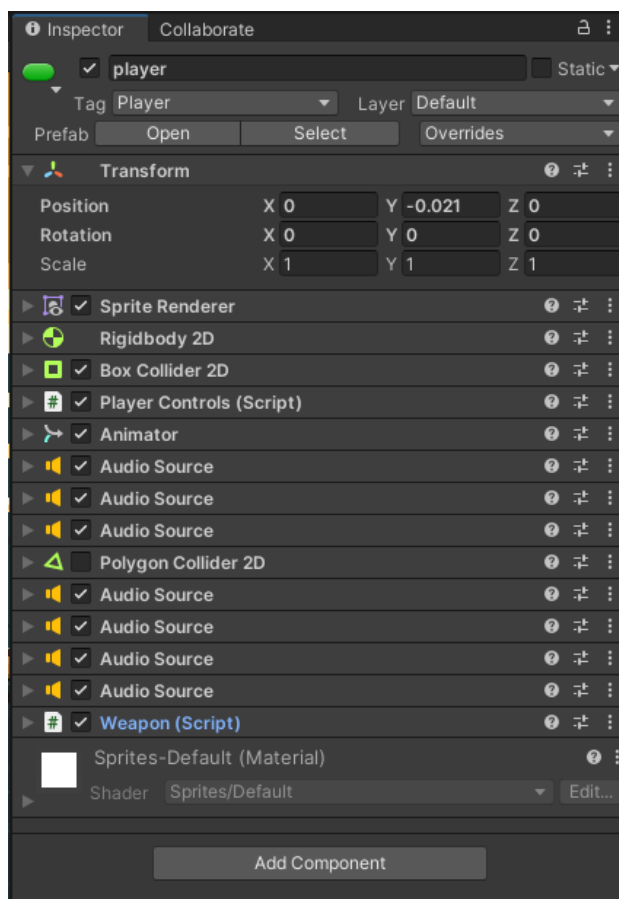 Inspector Collaborate
player Static
Tag Player Layer Default
Prefab Open Select Overrides
Transform
Position X 0 Y -0.021 Z 0
Rotation X 0 Y 0 Z 0
Scale X 1 Y 1 Z 1
Sprite Renderer
Rigidbody 2D
Box Collider 2D
# Player Controls (Script)
Animator
Audio Source
Audio Source
Audio Source
Polygon Collider 2D
Audio Source
Audio Source
Audio Source
Audio Source
# Weapon (Script)
Sprites-Default (Material)
Shader Sprites/Default Edit...
Add Component